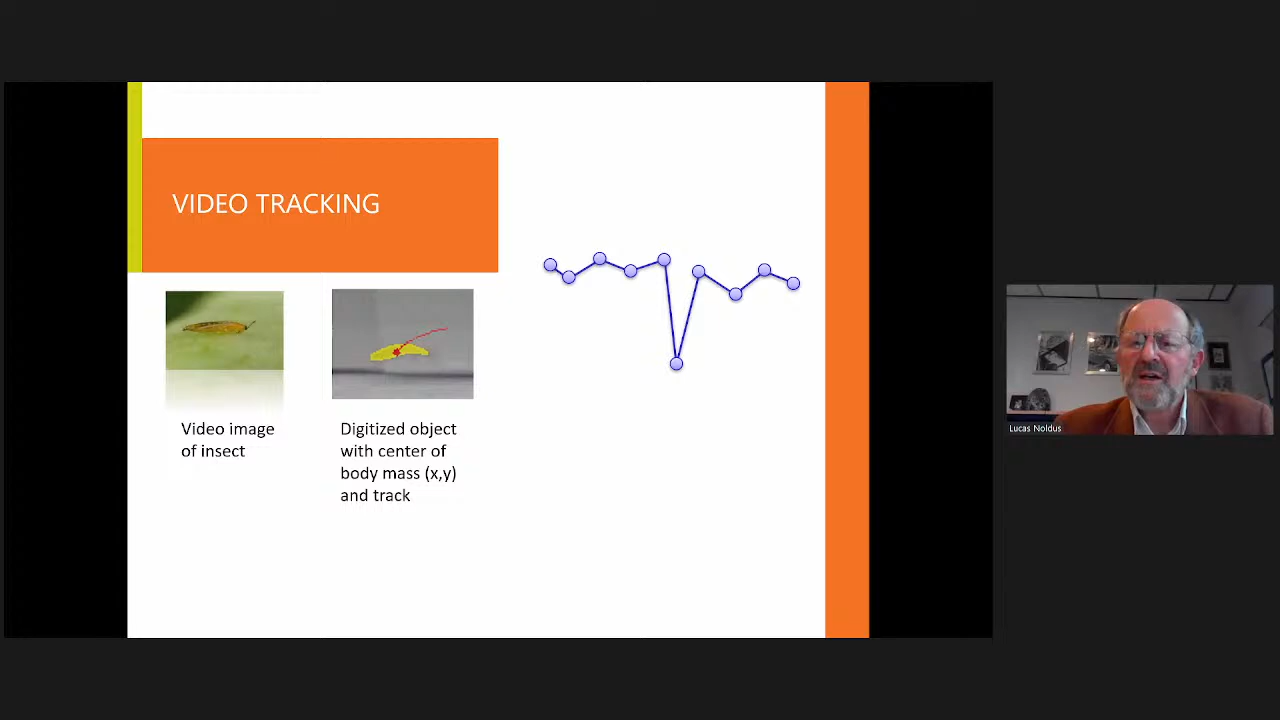 VIDEO TRACKING
Video image
of insect
Digitized object
with center of
body mass (x,y)
and track
Lucas Noldus